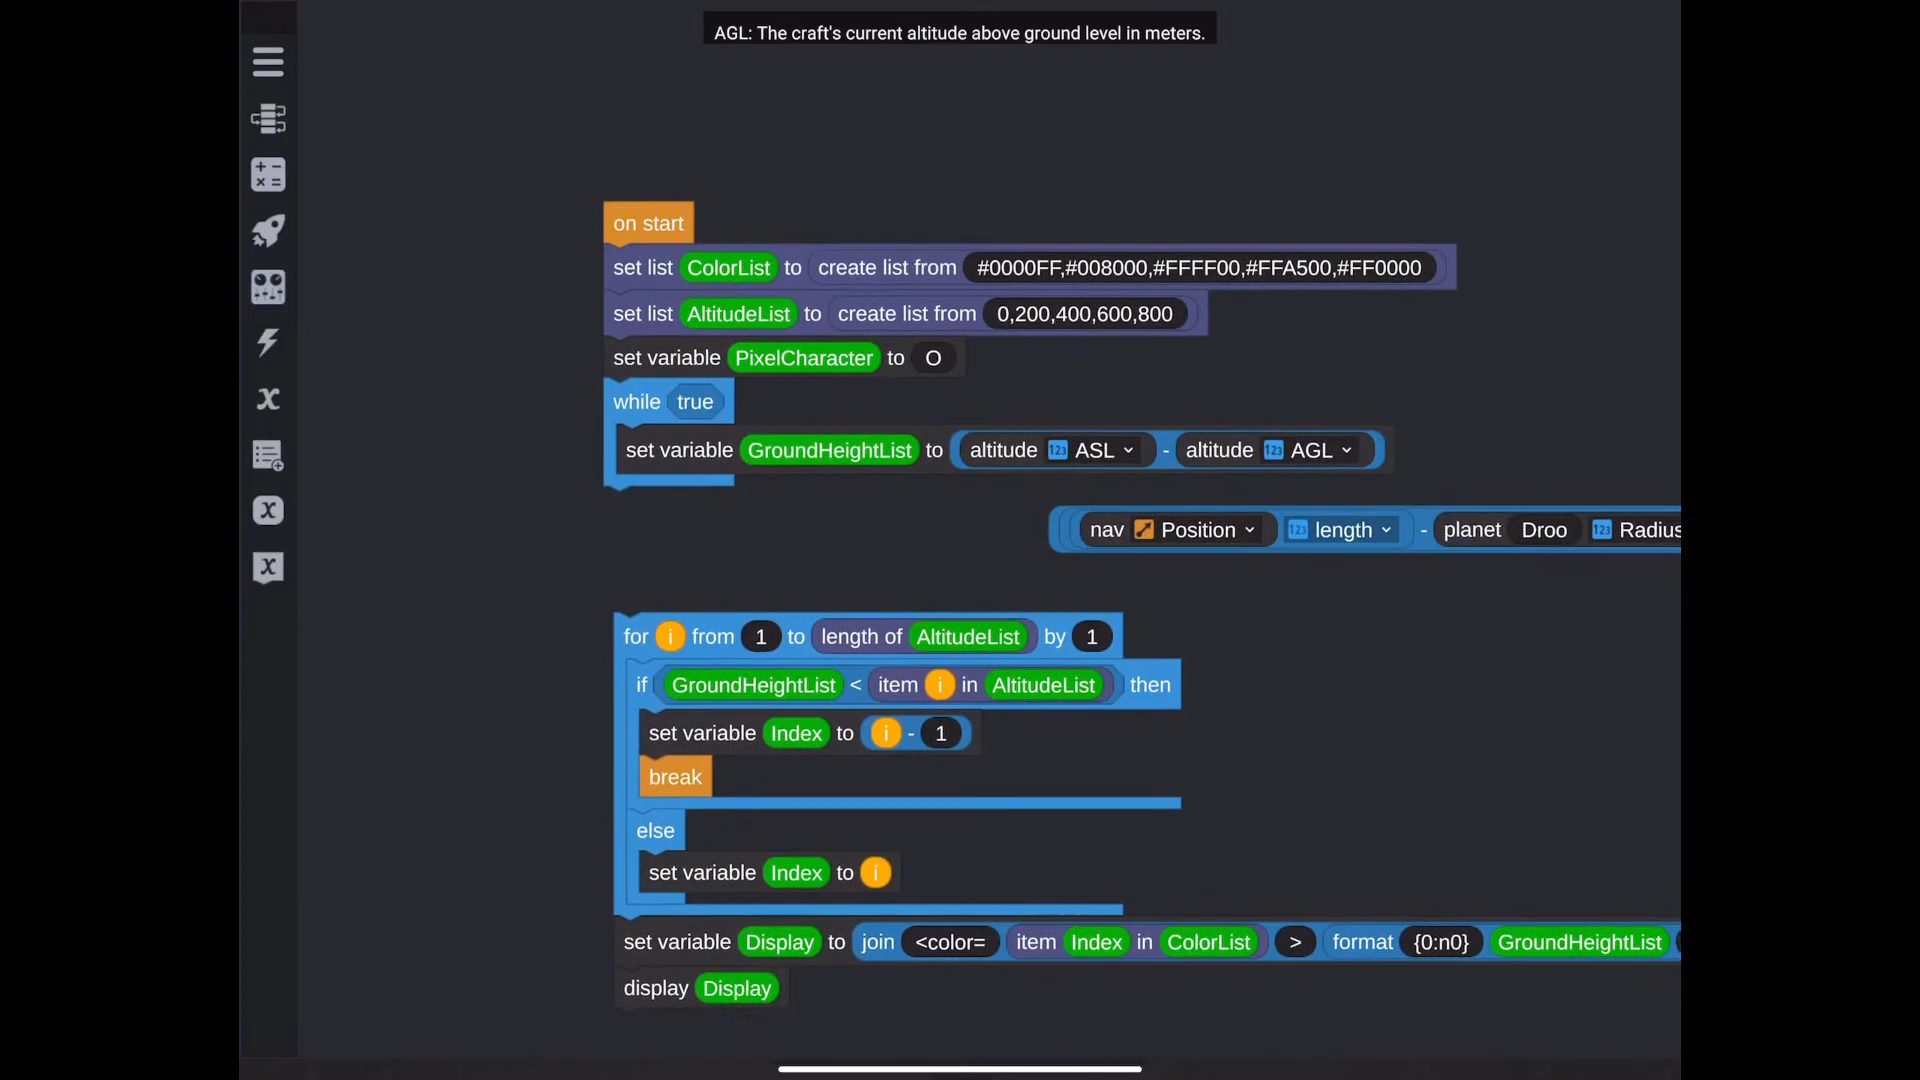 AGL: The craft's current altitude above ground level in meters.
on start
set list ColorList to create list from #0000FF,#008000,#FFFF00,#FFA500,#FF0000
set list AltitudeList to create list from 0,200,400,600,800
set variable PixelCharacter to O
while true
set variable GroundHeightList to altitude 123 ASL - altitude 123 AGL
nav Position 123 length - planet Droo 123 Radius
for i from 1 to length of AltitudeList by 1
if GroundHeightList < item i in AltitudeList then
set variable Index to i - 1
break
else
set variable Index to i
set variable Display to join <color= item Index in ColorList > format {0:n0} GroundHeightList
display Display